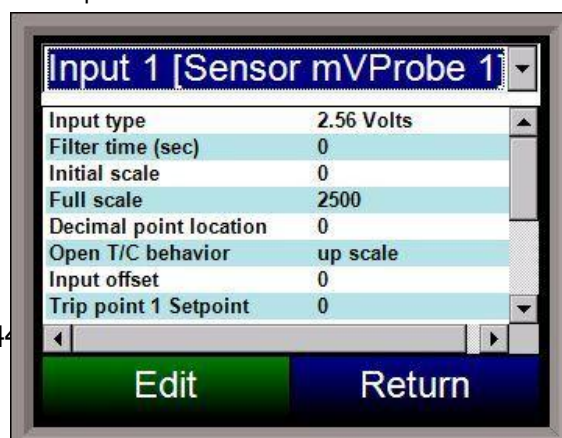 Input 1 [Sensor mVProbe 1]
Input type 2.56 Volts
Filter time (sec) 0
Initial scale 0
Full scale 2500
Decimal point location 0
Open T/C behavior up scale
Input offset 0
Trip point 1 Setpoint 0
Edit Return